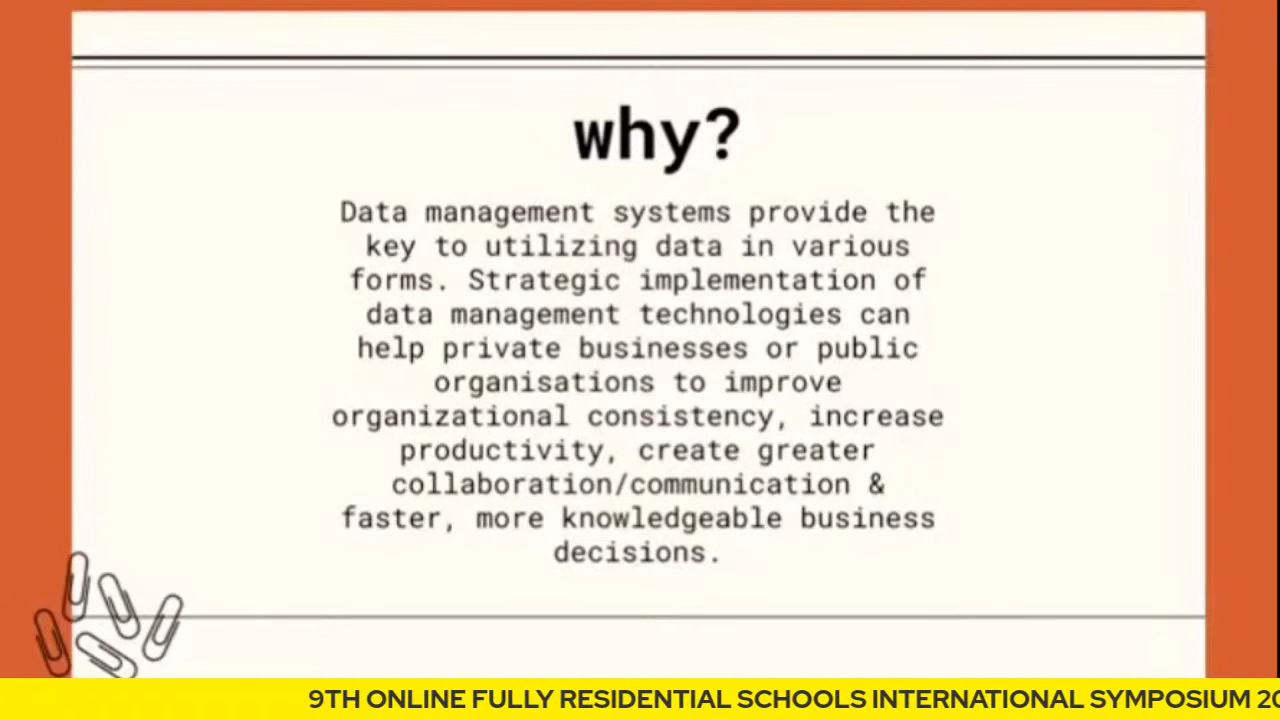 why?
Data management systems provide the
key to utilizing data in various
forms. Strategic implementation of
data management technologies can
help private businesses or public
organisations to improve
organizational consistency, increase
productivity, create greater
collaboration/communication &
faster, more knowledgeable business
decisions.
9TH ONLINE FULLY RESIDENTIAL SCHOOLS INTERNATIONAL SYMPOSIUM